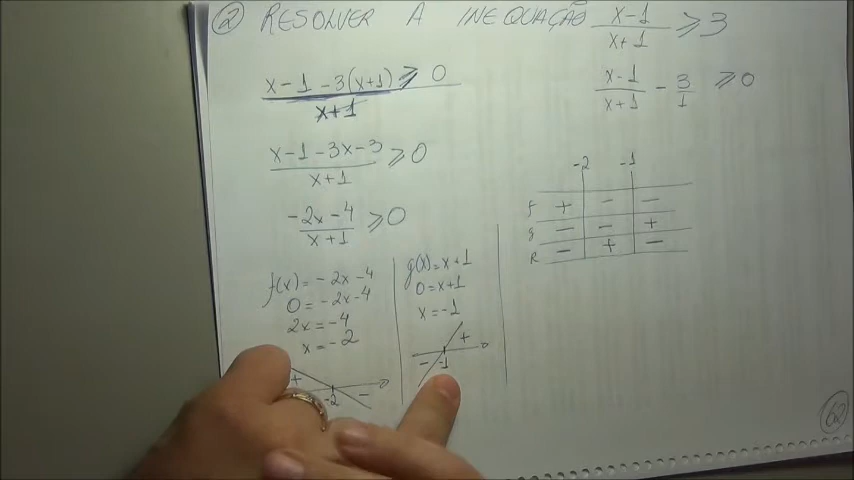 ② RESOLVER A INEQUAÇÃO (x-1)/(x+1) ≥ 3
(x-1)/(x+1) - 3/1 ≥ 0
(x-1-3(x+1))/(x+1) ≥ 0
(x-1-3x-3)/(x+1) ≥ 0
(-2x-4)/(x+1) ≥ 0
f(x) = -2x-4
0 = -2x-4
2x = -4
x = -2
+ -2 -
g(x) = x+1
0 = x+1
x = -1
- -1 +
-2 -1
f + - -
g - - +
R - + -
62